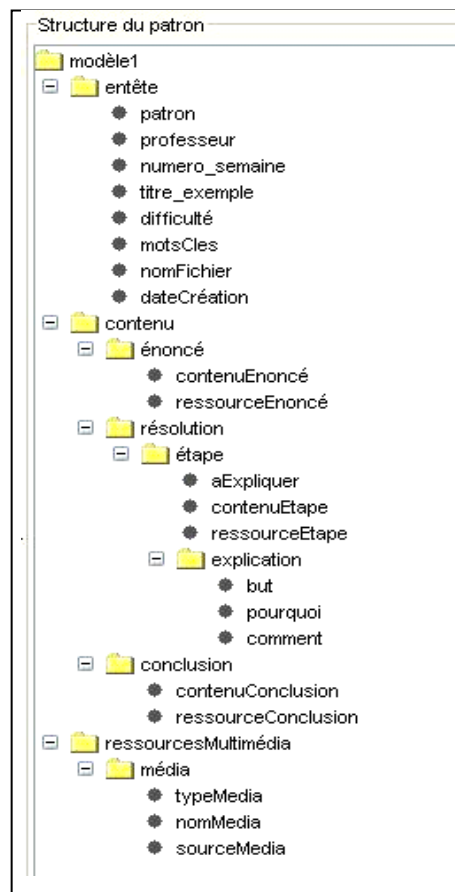 Structure du patron
modèle1
entête
patron
professeur
numero_semaine
titre_exemple
difficulté
motsCles
nomFichier
dateCréation
contenu
énoncé
contenuEnoncé
ressourceEnoncé
résolution
étape
aExpliquer
contenuEtape
ressourceEtape
explication
but
pourquoi
comment
conclusion
contenuConclusion
ressourceConclusion
ressourcesMultimédia
média
typeMedia
nomMedia
sourceMedia